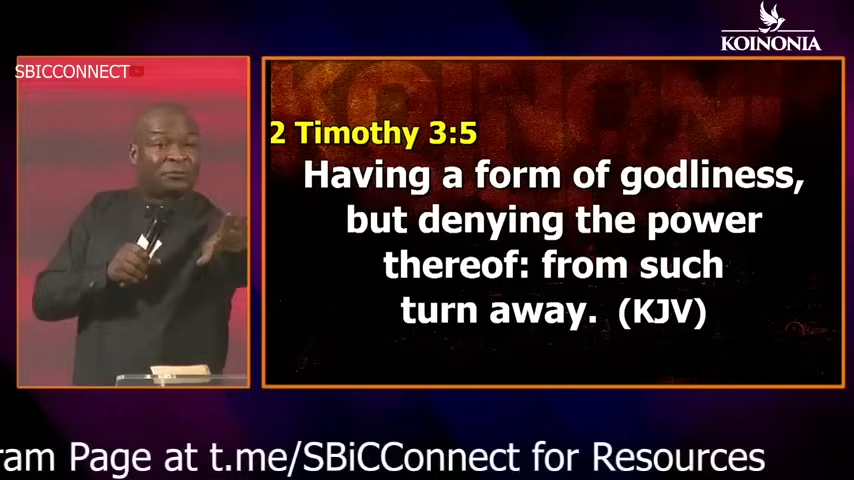 KOINONIA
SBICCONNECT
2 Timothy 3:5
Having a form of godliness,
but denying the power
thereof: from such
turn away. (KJV)
ram Page at t.me/SBiCConnect for Resources